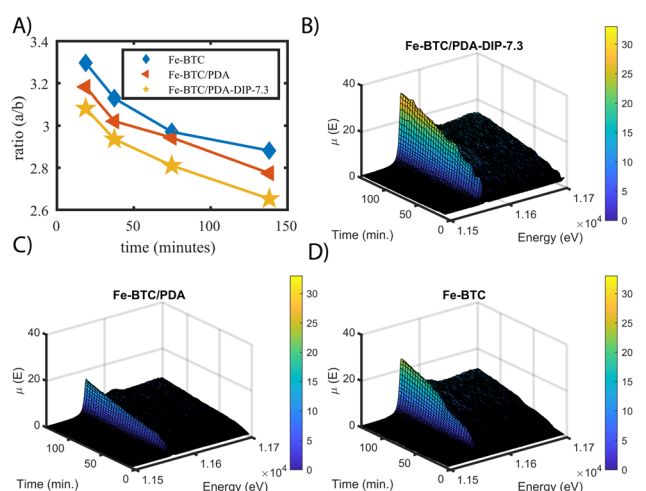 A)
3.4
3.2
3
2.8
2.6
ratio (a/b)
0
50
100
150
time (minutes)
Fe-BTC
Fe-BTC/PDA
Fe-BTC/PDA-DIP-7.3
B)
Fe-BTC/PDA-DIP-7.3
40
20
0
μ (E)
100
50
0
Time (min.)
1.15
1.16
1.17
×10⁴
Energy (eV)
30
25
20
15
10
5
0
C)
Fe-BTC/PDA
40
20
0
μ (E)
100
50
0
Time (min.)
1.15
1.16
1.17
×10⁴
Energy (eV)
30
25
20
15
10
5
0
D)
Fe-BTC
40
20
0
μ (E)
100
50
0
Time (min.)
1.15
1.16
1.17
×10⁴
Energy (eV)
30
25
20
15
10
5
0